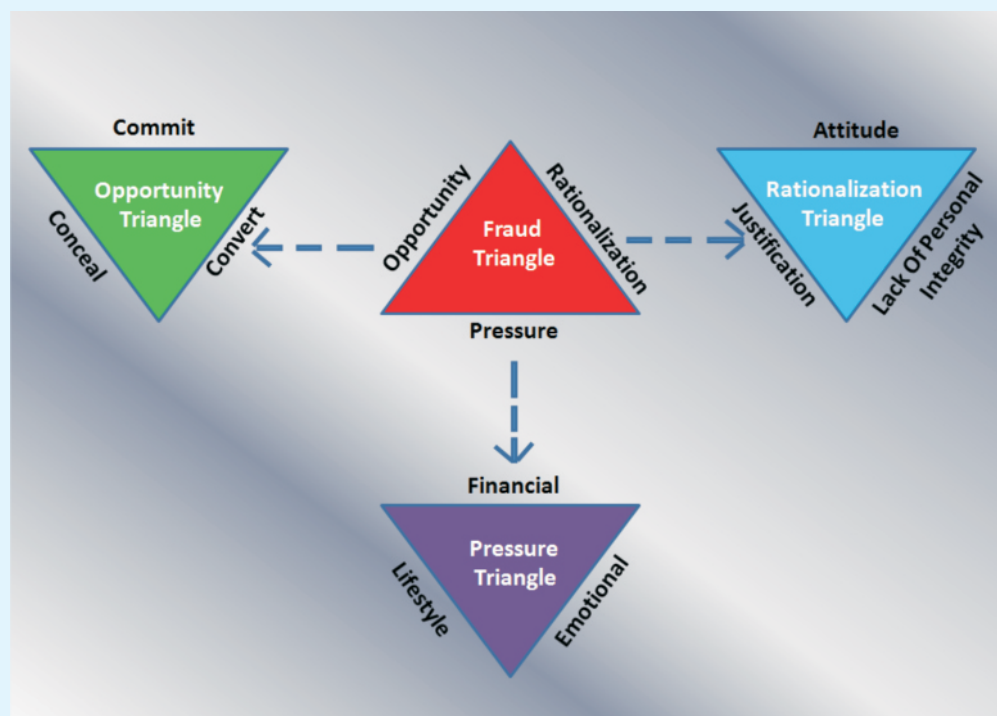 Commit
Opportunity
Triangle
Conceal
Convert
Opportunity
Rationalization
Fraud
Triangle
Pressure
Attitude
Rationalization
Triangle
Justification
Lack Of Personal
Integrity
Financial
Pressure
Triangle
Lifestyle
Emotional